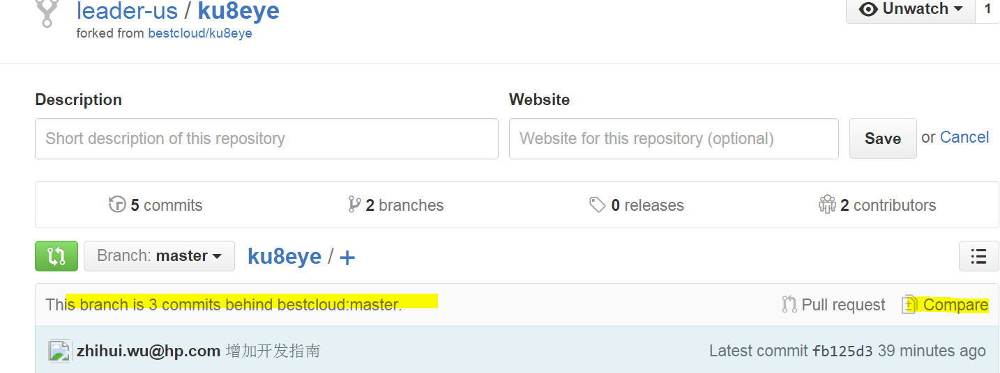 leader-us / ku8eye
Unwatch 1
forked from bestcloud/ku8eye
Description
Website
Short description of this repository
Website for this repository (optional)
Save or Cancel
5 commits
2 branches
0 releases
2 contributors
Branch: master ku8eye / +
This branch is 3 commits behind bestcloud:master.
Pull request Compare
zhihui.wu@hp.com 增加开发指南
Latest commit fb125d3 39 minutes ago